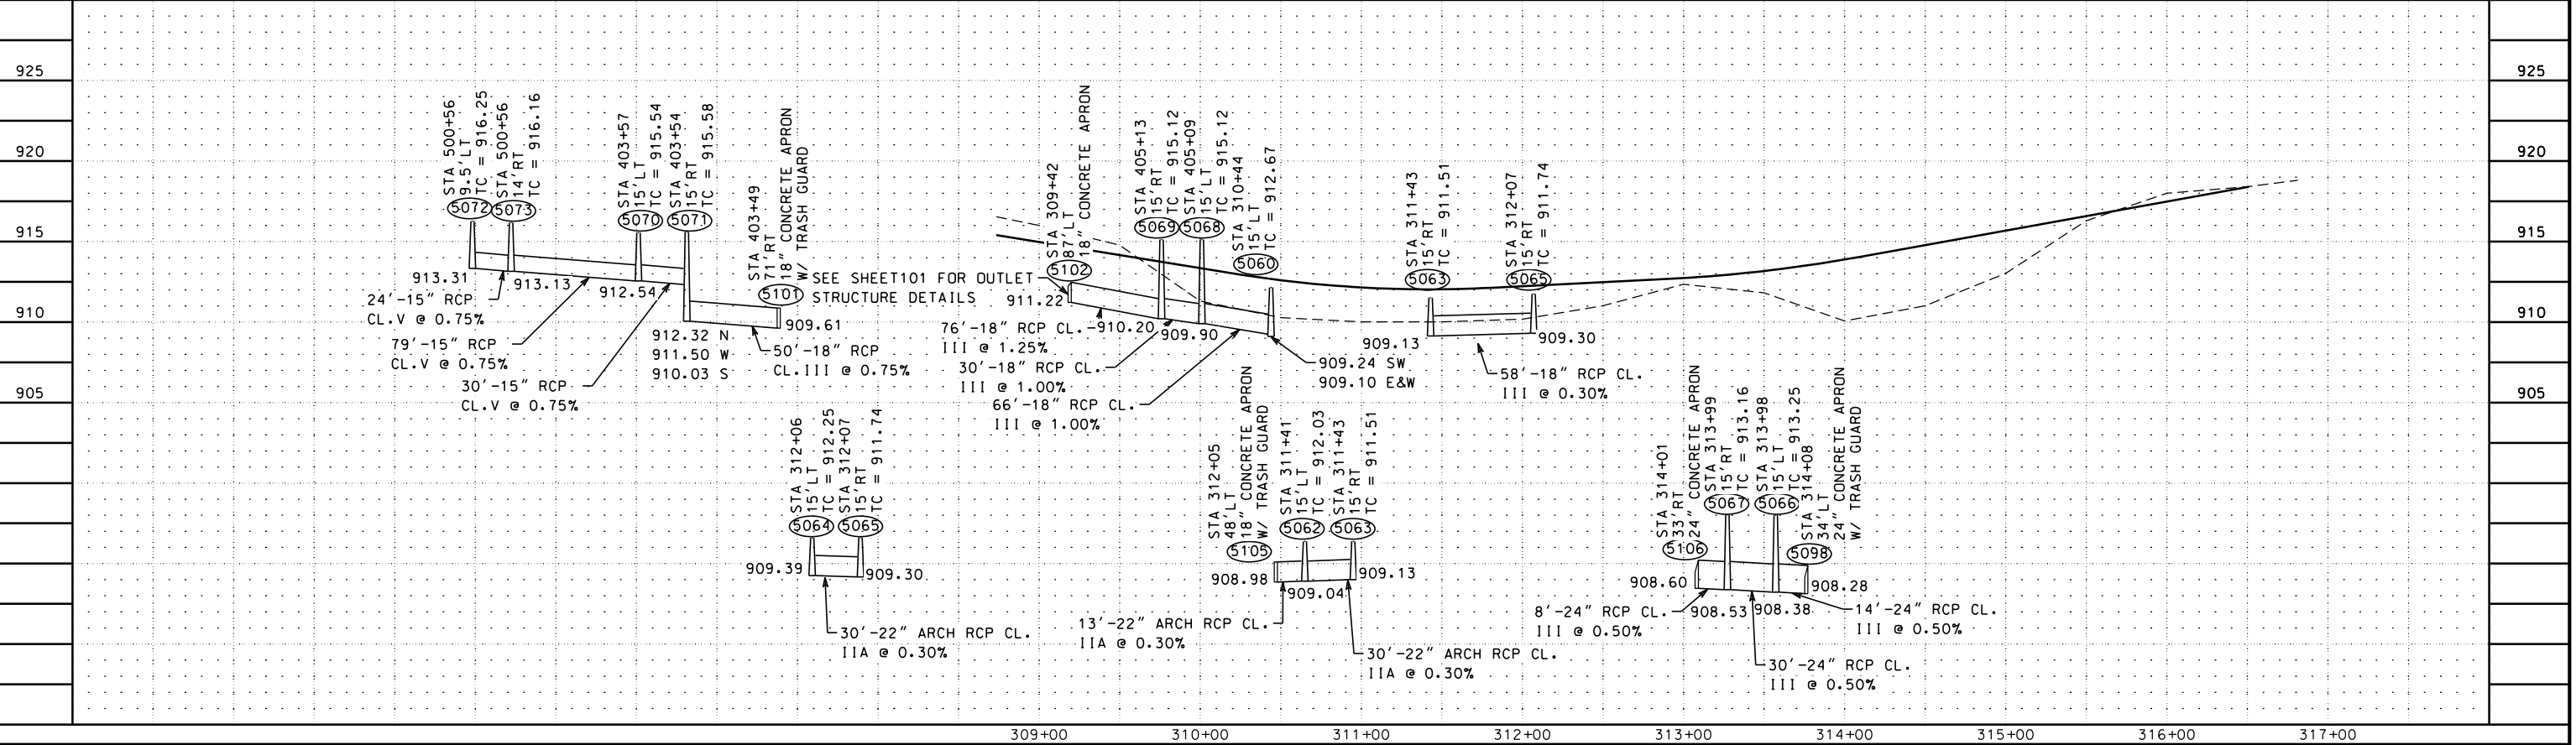 925
925
920
920
915
915
910
910
905
905
STA 500+56
9.5'LT
TC = 916.25
5072
STA 500+56
14'RT
TC = 916.16
5073
STA 403+57
15'LT
TC = 915.54
5070
STA 403+54
15'RT
TC = 915.58
5071
STA 403+49
71'RT
18" CONCRETE APRON
W/ TRASH GUARD
5101
913.31
24'-15" RCP
CL.V @ 0.75%
913.13
79'-15" RCP
CL.V @ 0.75%
912.54
30'-15" RCP
CL.V @ 0.75%
912.32 N
911.50 W
910.03 S
909.61
50'-18" RCP
CL.III @ 0.75%
SEE SHEET101 FOR OUTLET
STRUCTURE DETAILS
STA 309+42
87'LT
18" CONCRETE APRON
5102
STA 405+13
15'RT
TC = 915.12
5069
STA 405+09
15'LT
TC = 915.12
5068
STA 310+44
15'LT
TC = 912.67
5060
911.22
76'-18" RCP CL.
III @ 1.25%
910.20
30'-18" RCP CL.
III @ 1.00%
909.90
66'-18" RCP CL.
III @ 1.00%
909.24 SW
909.10 E&W
STA 311+43
15'RT
TC = 911.51
5063
STA 312+07
15'RT
TC = 911.74
5065
909.13
909.30
58'-18" RCP CL.
III @ 0.30%
STA 312+06
15'LT
TC = 912.25
5064
STA 312+07
15'RT
TC = 911.74
5065
909.39
909.30
30'-22" ARCH RCP CL.
IIA @ 0.30%
STA 312+05
48'LT
18" CONCRETE APRON
W/ TRASH GUARD
5105
STA 311+41
15'LT
TC = 912.03
5062
STA 311+43
15'RT
TC = 911.51
5063
908.98
909.04
909.13
13'-22" ARCH RCP CL.
IIA @ 0.30%
30'-22" ARCH RCP CL.
IIA @ 0.30%
STA 314+01
33'RT
24" CONCRETE APRON
5106
STA 313+99
15'RT
TC = 913.16
5067
STA 313+98
15'LT
TC = 913.25
5066
STA 314+08
34'LT
24" CONCRETE APRON
W/ TRASH GUARD
5098
908.60
908.53
908.38
908.28
8'-24" RCP CL.
III @ 0.50%
14'-24" RCP CL.
III @ 0.50%
30'-24" RCP CL.
III @ 0.50%
309+00
310+00
311+00
312+00
313+00
314+00
315+00
316+00
317+00